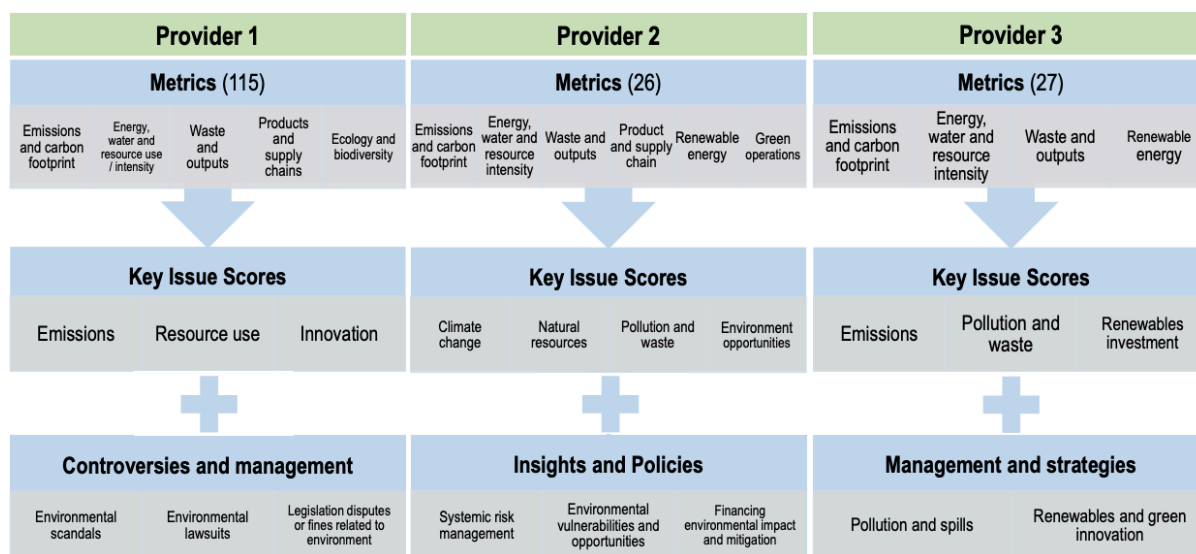 Provider 1
Provider 2
Provider 3
Metrics (115)
Metrics (26)
Metrics (27)
Emissions
and carbon
footprint
Energy,
water and
resource use
/ intensity
Waste
and
outputs
Products
and
supply
chains
Ecology and
biodiversity
Emissions
and carbon
footprint
Energy,
water and
resource
intensity
Waste and
outputs
Product
and supply
chain
Renewable
energy
Green
operations
Emissions
and carbon
footprint
Energy,
water and
resource
intensity
Waste and
outputs
Renewable
energy
Key Issue Scores
Key Issue Scores
Key Issue Scores
Emissions
Resource use
Innovation
Climate
change
Natural
resources
Pollution and
waste
Environment
opportunities
Emissions
Pollution and
waste
Renewables
investment
Controversies and management
Insights and Policies
Management and strategies
Environmental
scandals
Environmental
lawsuits
Legislation disputes
or fines related to
environment
Systemic risk
management
Environmental
vulnerabilities and
opportunities
Financing
environmental impact
and mitigation
Pollution and spills
Renewables and green
innovation